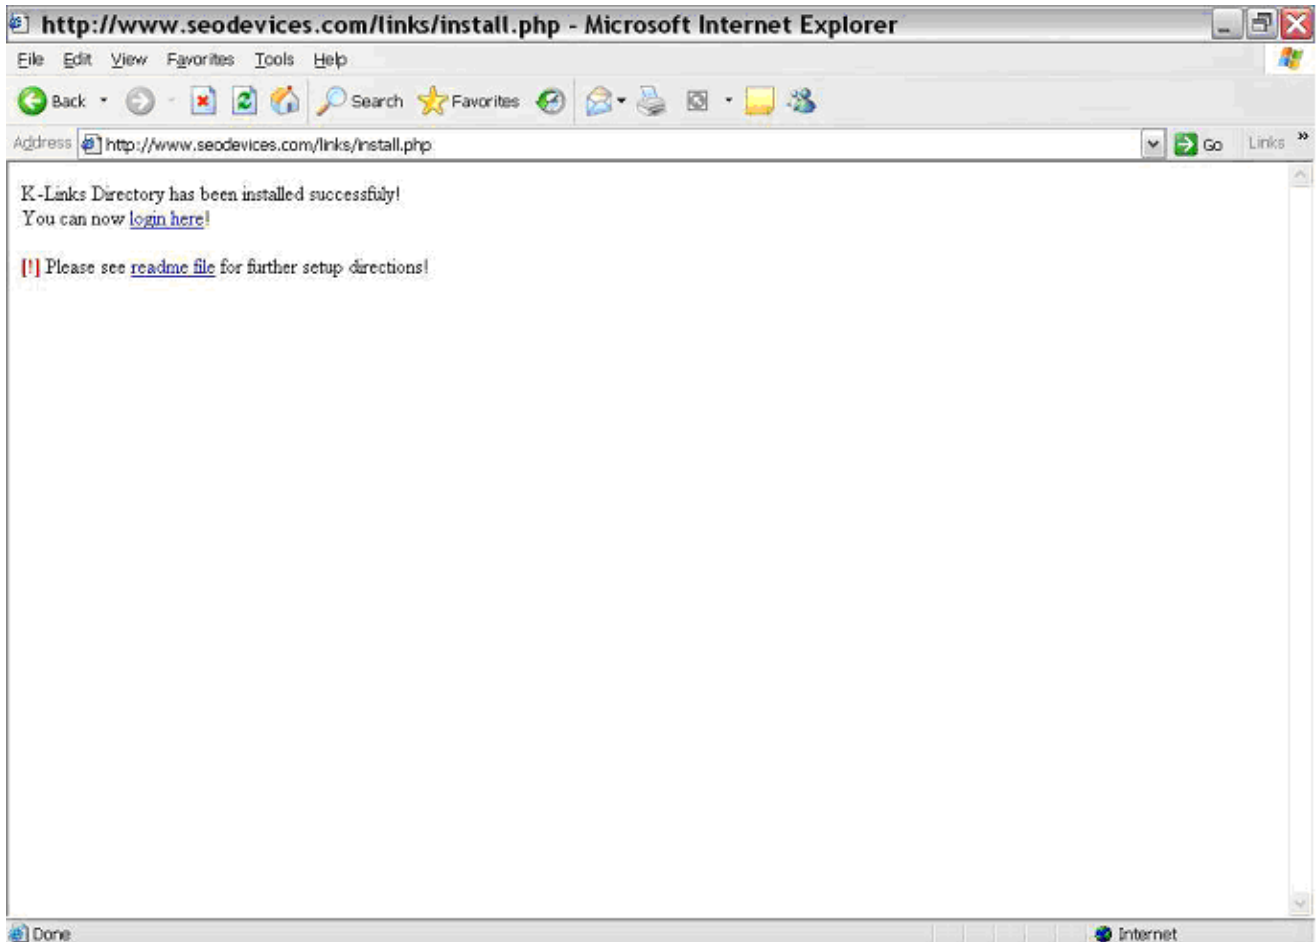 http://www.seodevices.com/links/install.php - Microsoft Internet Explorer
File Edit View Favorites Tools Help
Back Search Favorites
Address http://www.seodevices.com/links/install.php Go Links »
K-Links Directory has been installed successfuly!
You can now login here!
[!] Please see readme file for further setup directions!
Done Internet